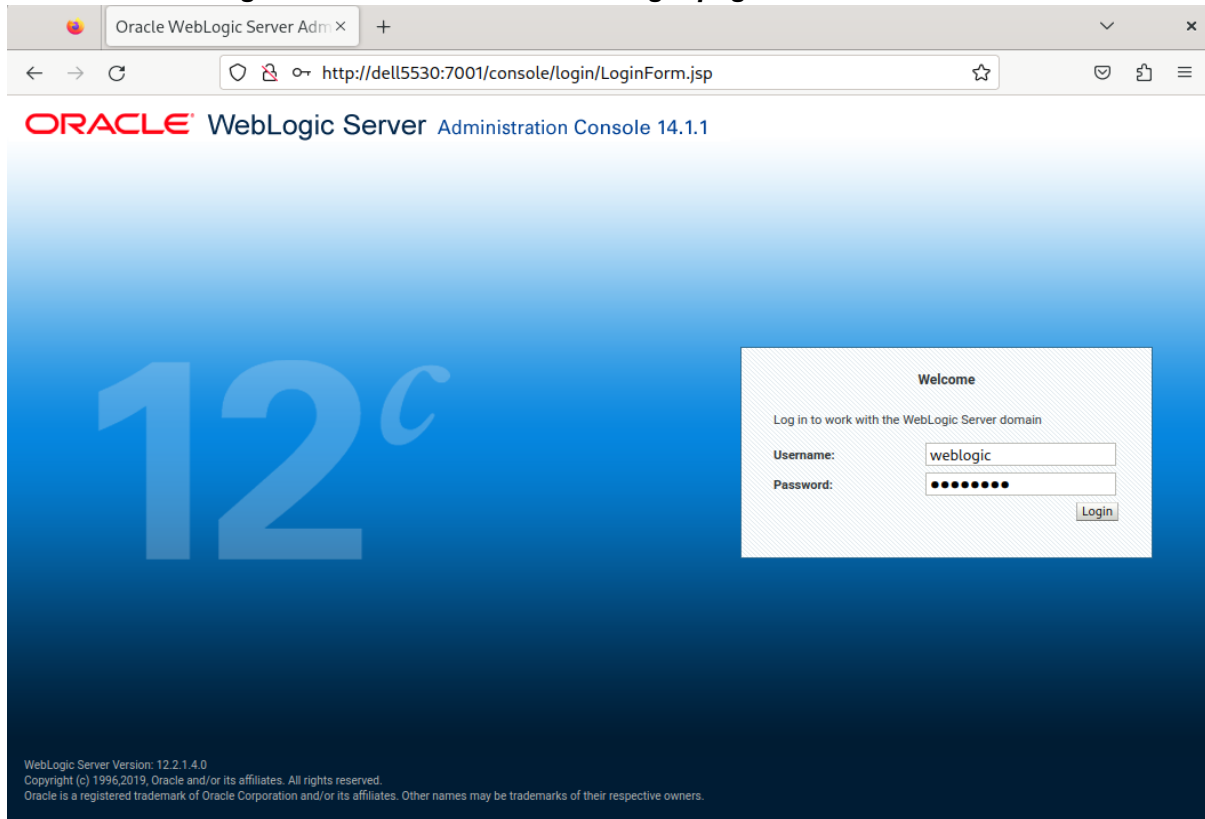 Oracle WebLogic Server Adm
http://dell5530:7001/console/login/LoginForm.jsp
ORACLE® WebLogic Server Administration Console 14.1.1
12c
Welcome
Log in to work with the WebLogic Server domain
Username: weblogic
Password: ●●●●●●●●
Login
WebLogic Server Version: 12.2.1.4.0
Copyright (c) 1996,2019, Oracle and/or its affiliates. All rights reserved.
Oracle is a registered trademark of Oracle Corporation and/or its affiliates. Other names may be trademarks of their respective owners.